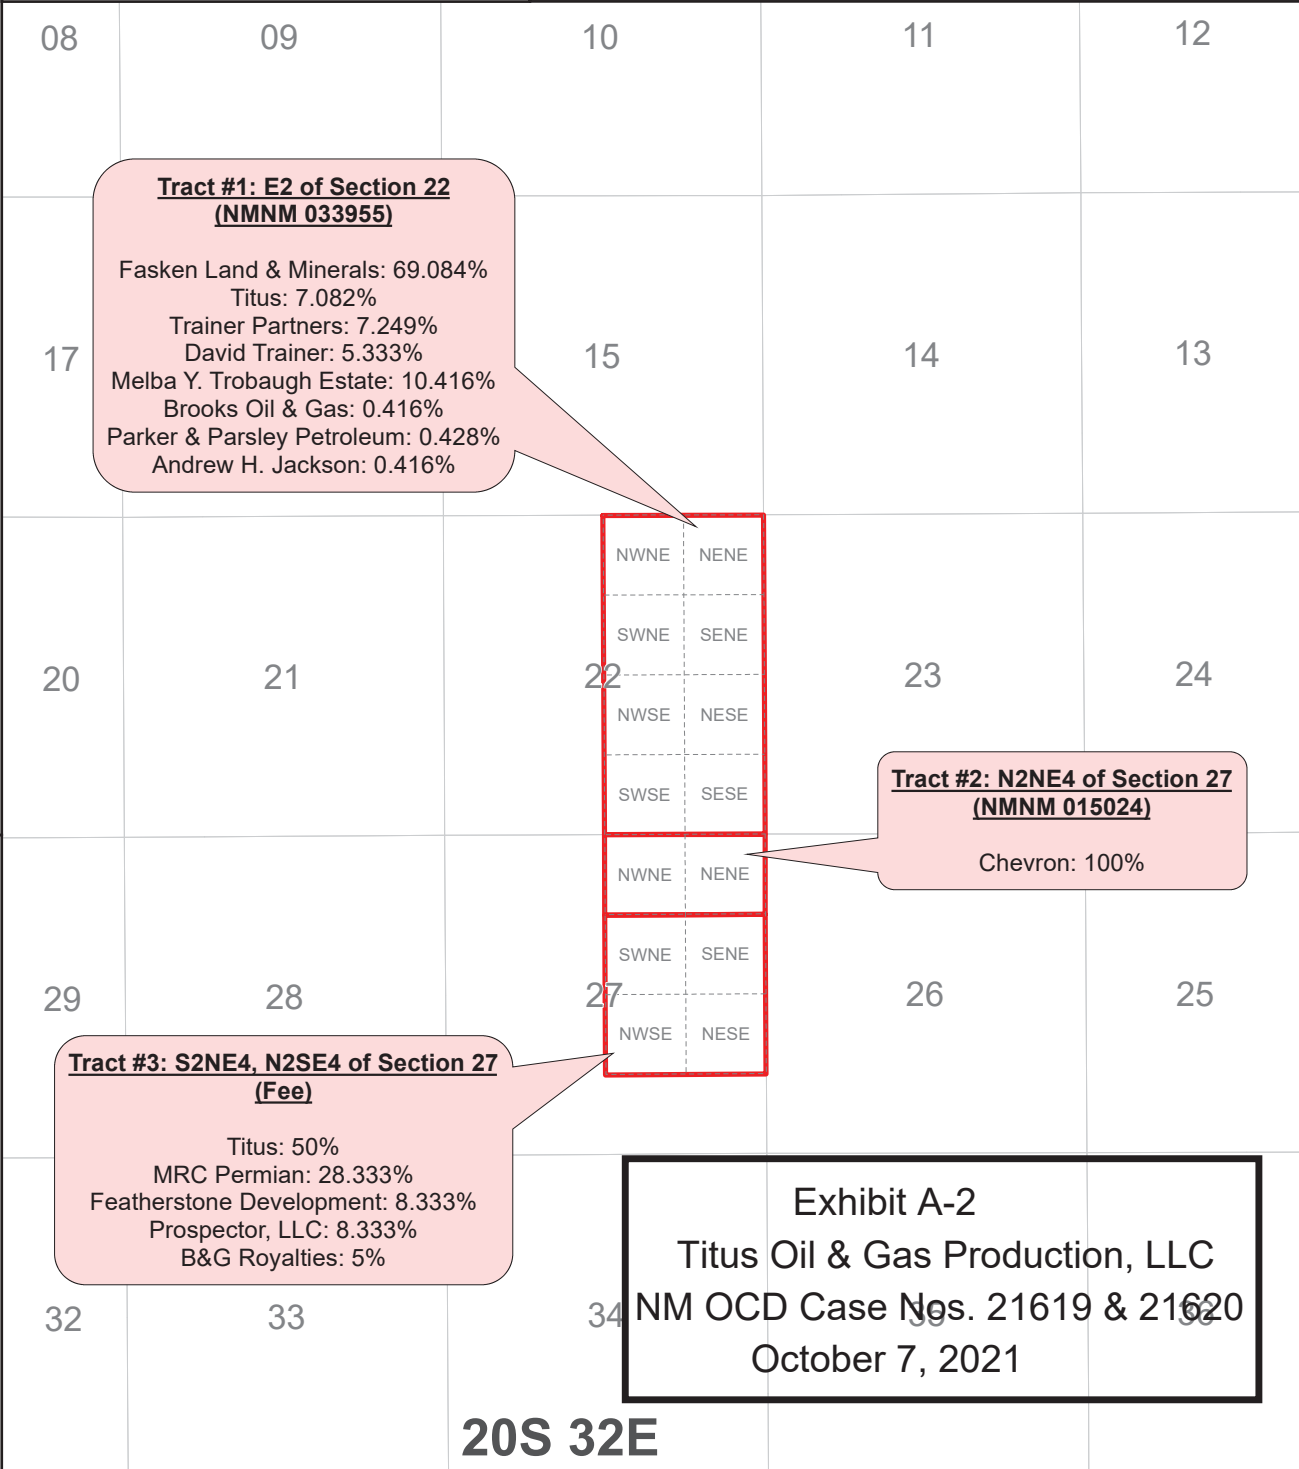 08 09 10 11 12
Tract #1: E2 of Section 22
(NMNM 033955)
Fasken Land & Minerals: 69.084%
Titus: 7.082%
Trainer Partners: 7.249%
David Trainer: 5.333%
Melba Y. Trobaugh Estate: 10.416%
Brooks Oil & Gas: 0.416%
Parker & Parsley Petroleum: 0.428%
Andrew H. Jackson: 0.416%
17 15 14 13
NWNE NENE
SWNE SENE
20 21 22 23 24
NWSE NESE
SWSE SESE
Tract #2: N2NE4 of Section 27
(NMNM 015024)
Chevron: 100%
NWNE NENE
SWNE SENE
29 28 27 26 25
NWSE NESE
Tract #3: S2NE4, N2SE4 of Section 27
(Fee)
Titus: 50%
MRC Permian: 28.333%
Featherstone Development: 8.333%
Prospector, LLC: 8.333%
B&G Royalties: 5%
Exhibit A-2
Titus Oil & Gas Production, LLC
NM OCD Case Nos. 21619 & 21620
October 7, 2021
32 33 34 35 36
20S 32E